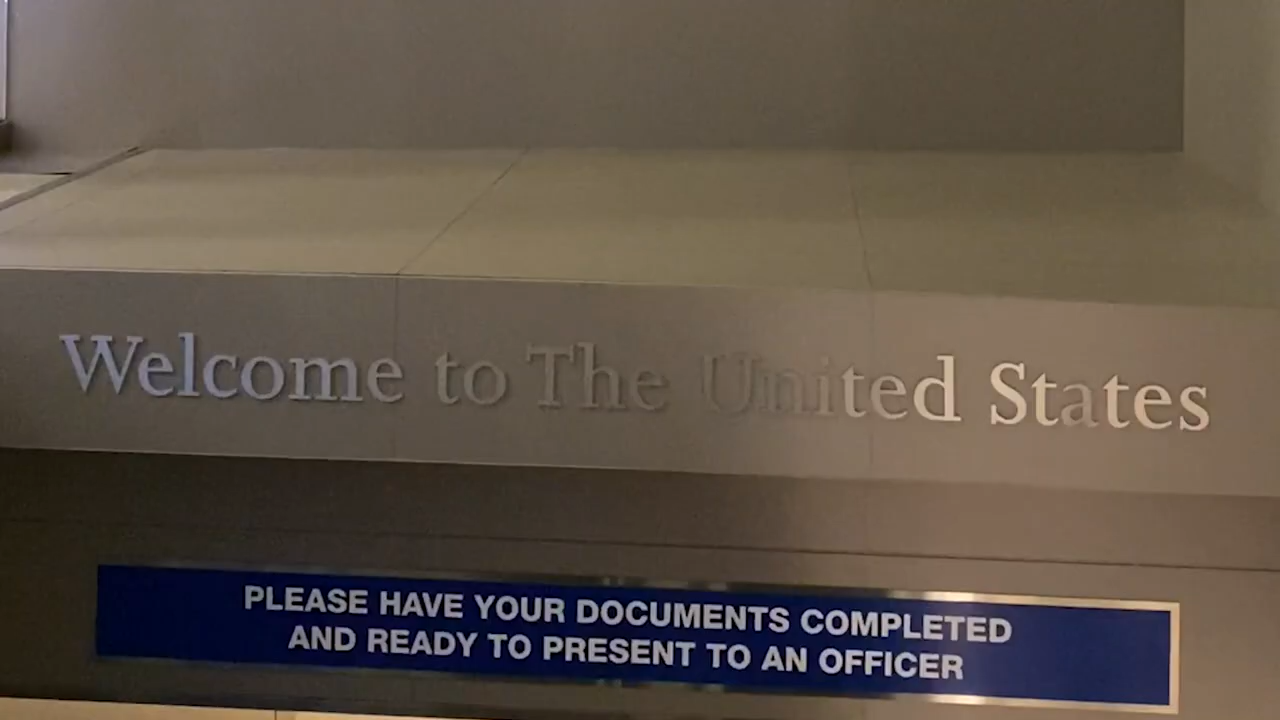 Welcome to The United States
PLEASE HAVE YOUR DOCUMENTS COMPLETED
AND READY TO PRESENT TO AN OFFICER